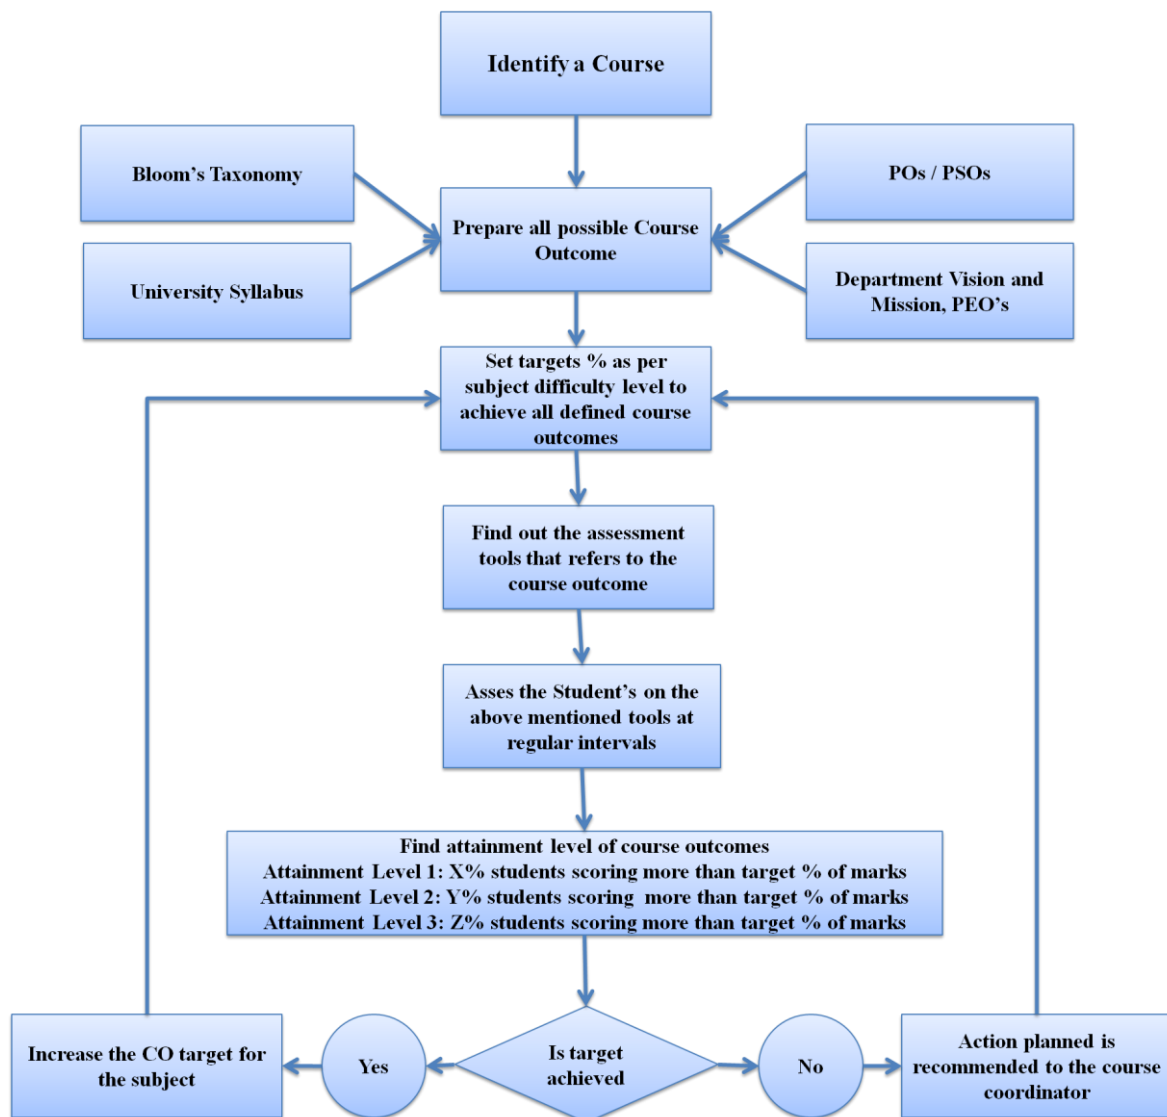 Identify a Course
Bloom's Taxonomy
POs / PSOs
Prepare all possible Course
Outcome
University Syllabus
Department Vision and
Mission, PEO's
Set targets % as per
subject difficulty level to
achieve all defined course
outcomes
Find out the assessment
tools that refers to the
course outcome
Asses the Student's on the
above mentioned tools at
regular intervals
Find attainment level of course outcomes
Attainment Level 1: X% students scoring more than target % of marks
Attainment Level 2: Y% students scoring more than target % of marks
Attainment Level 3: Z% students scoring more than target % of marks
Increase the CO target for
the subject
Yes
Is target
achieved
No
Action planned is
recommended to the course
coordinator